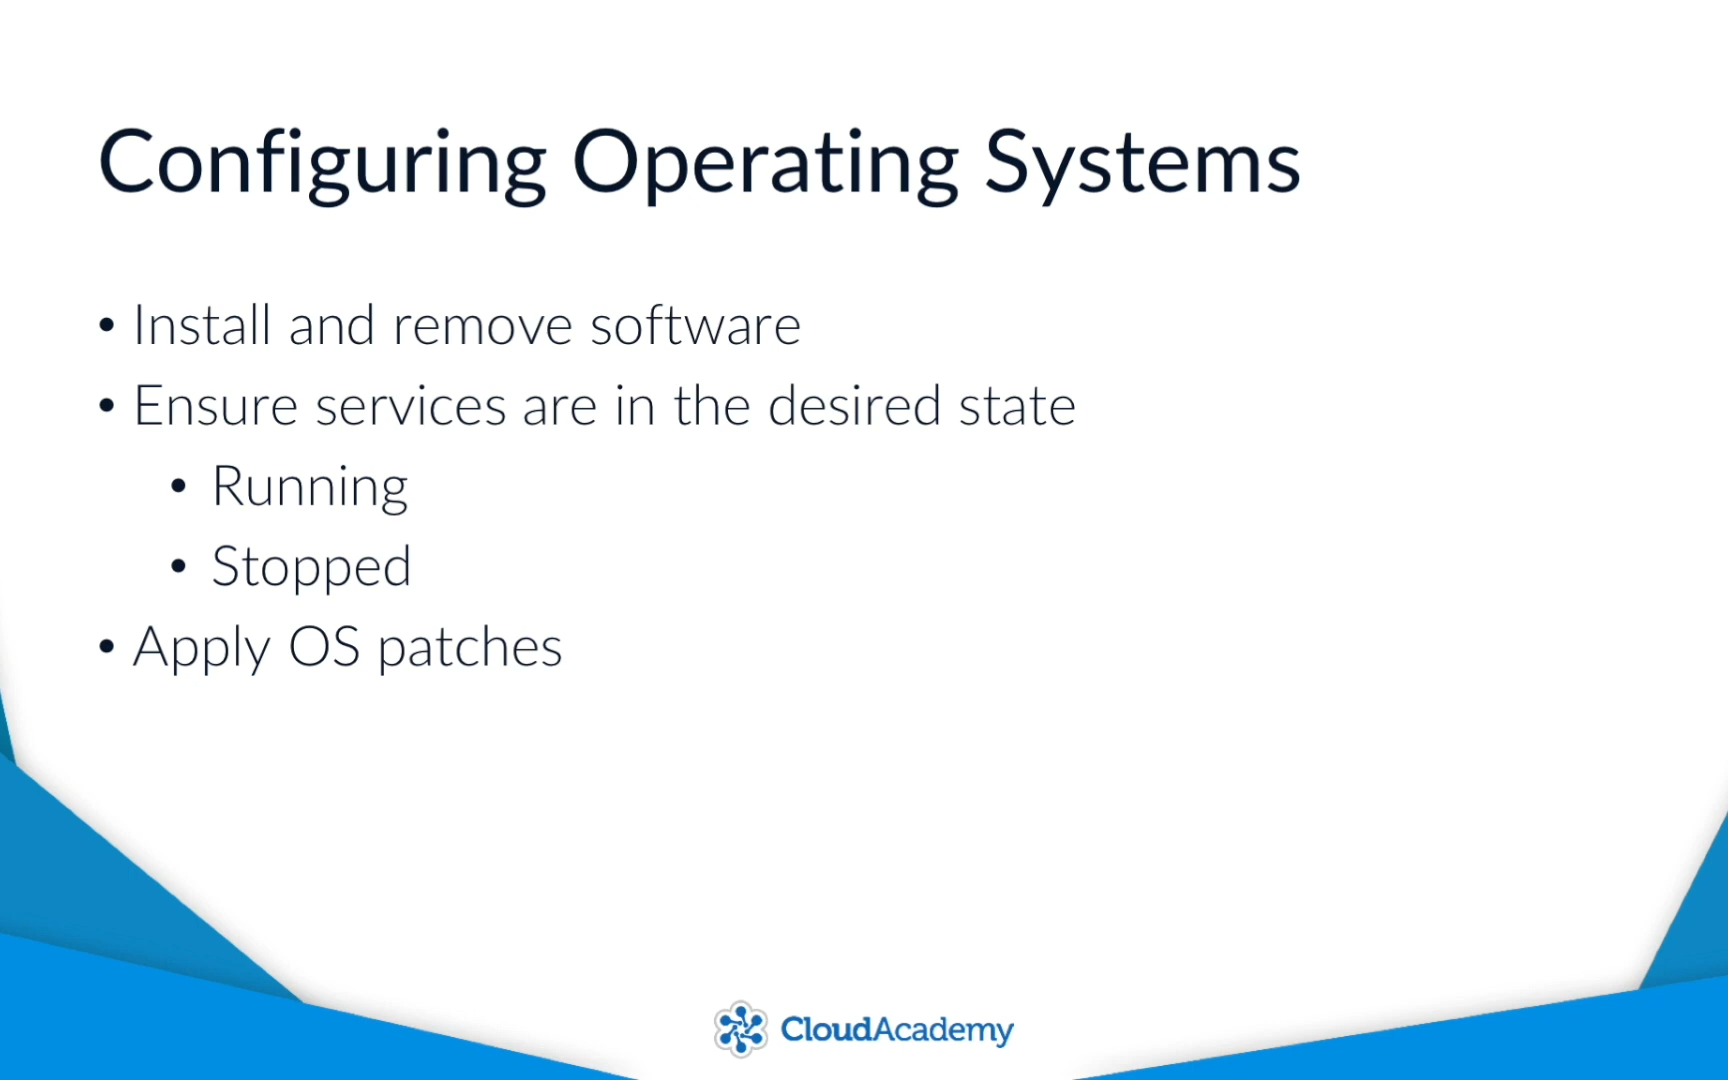 Configuring Operating Systems
• Install and remove software
• Ensure services are in the desired state
• Running
• Stopped
• Apply OS patches
CloudAcademy